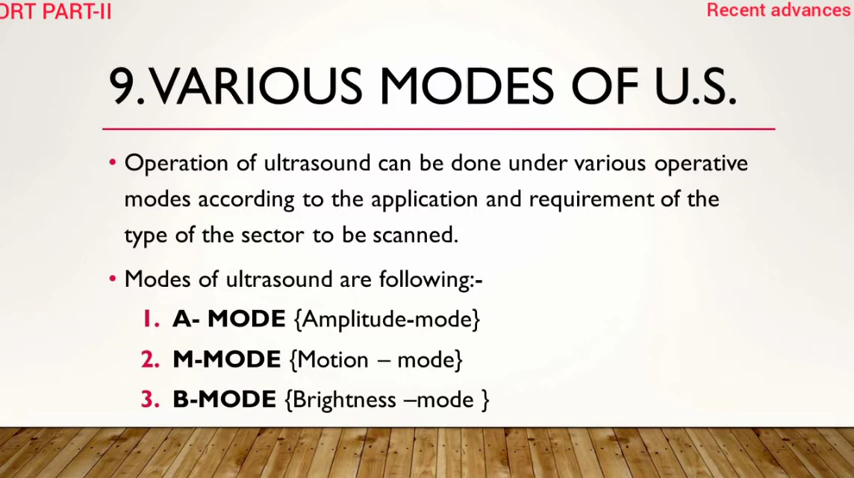 ORT PART-II
Recent advances
9. VARIOUS MODES OF U.S.
• Operation of ultrasound can be done under various operative
modes according to the application and requirement of the
type of the sector to be scanned.
• Modes of ultrasound are following:-
1. A- MODE {Amplitude-mode}
2. M-MODE {Motion – mode}
3. B-MODE {Brightness –mode }